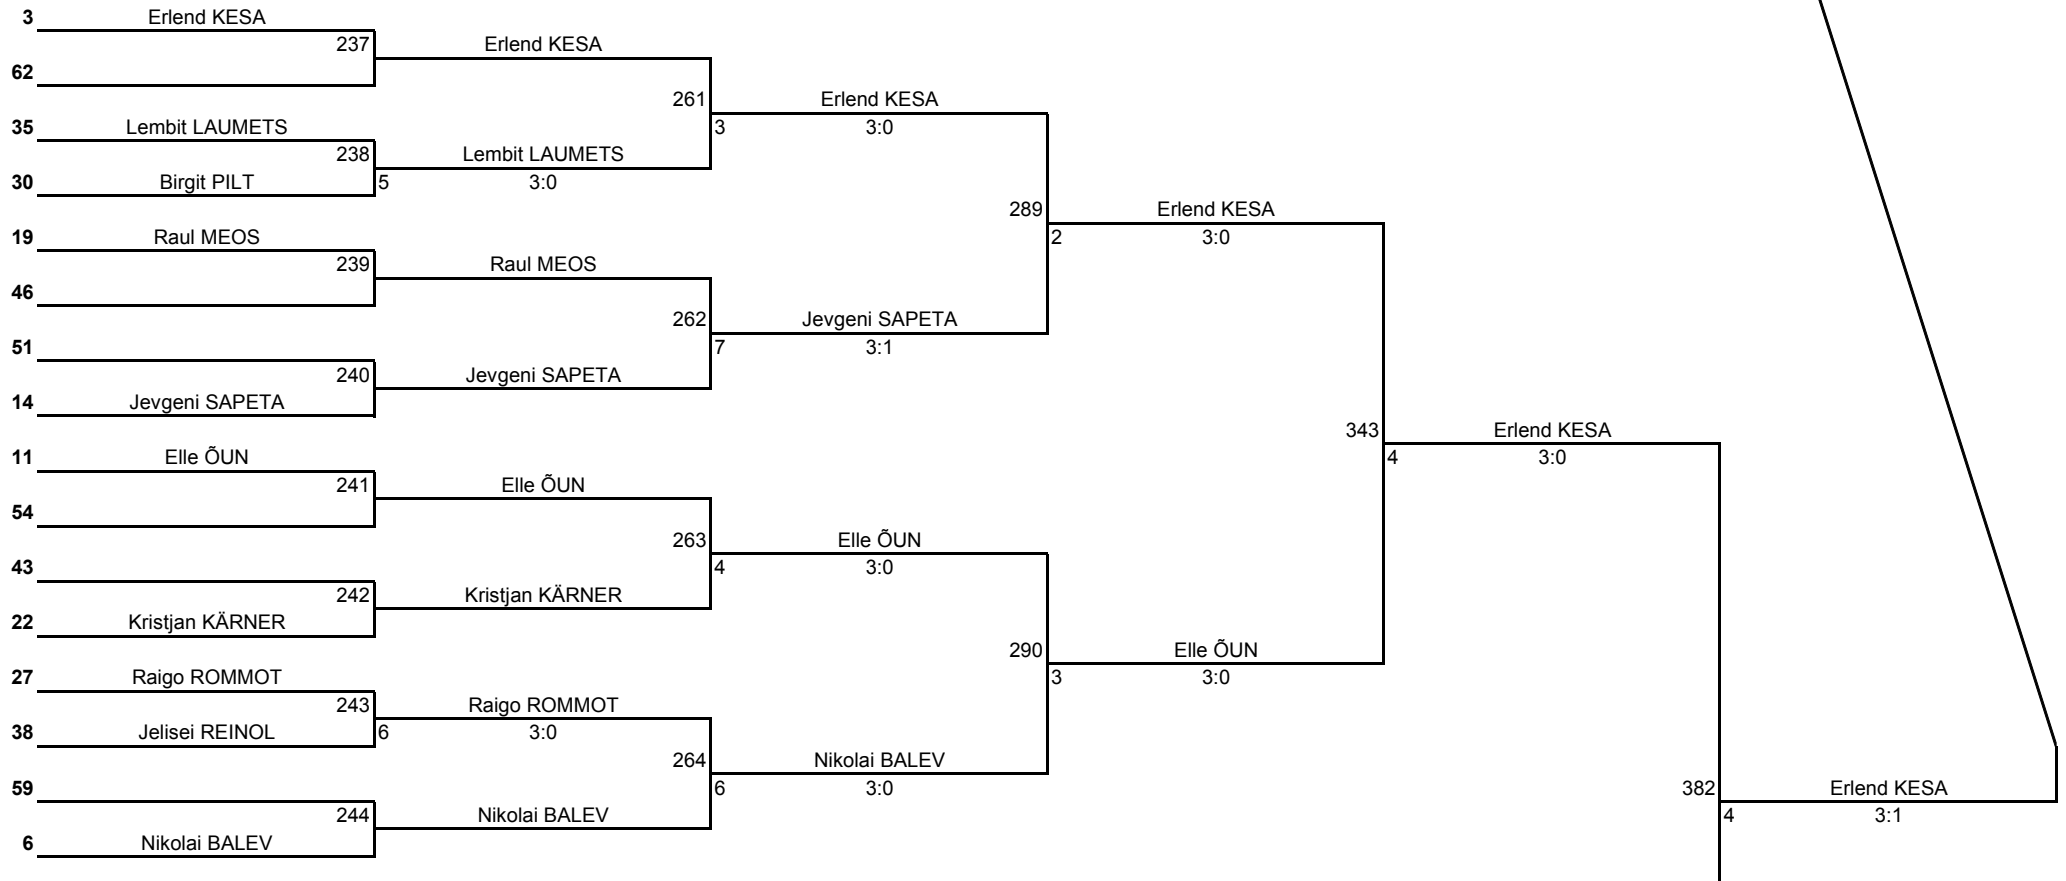 3 Erlend KESA
237 Erlend KESA
62
261 Erlend KESA
35 Lembit LAUMETS
3 3:0
238 Lembit LAUMETS
30 Birgit PILT 5 3:0
289 Erlend KESA
19 Raul MEOS
2 3:0
239 Raul MEOS
46
262 Jevgeni SAPETA
51
7 3:1
240 Jevgeni SAPETA
14 Jevgeni SAPETA
343 Erlend KESA
11 Elle ÕUN
4 3:0
241 Elle ÕUN
54
263 Elle ÕUN
43
4 3:0
242 Kristjan KÄRNER
22 Kristjan KÄRNER
290 Elle ÕUN
27 Raigo ROMMOT
3 3:0
243 Raigo ROMMOT
38 Jelisei REINOL 6 3:0
264 Nikolai BALEV
59
6 3:0
382 Erlend KESA
244 Nikolai BALEV
4 3:1
6 Nikolai BALEV